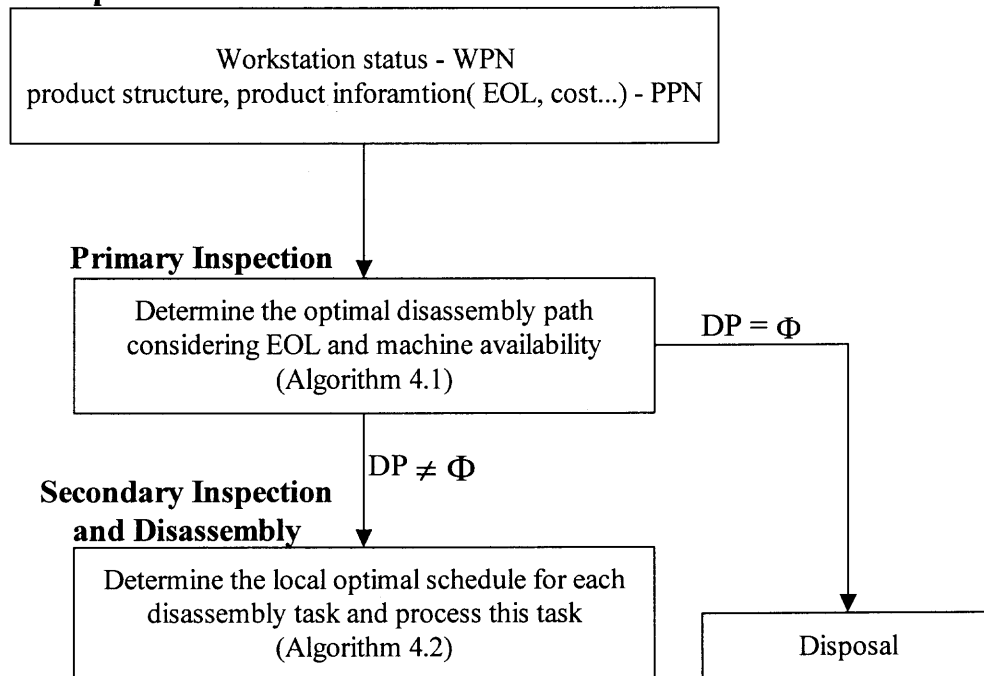 Workstation status - WPN
product structure, product inforamtion( EOL, cost...) - PPN
Primary Inspection
Determine the optimal disassembly path
considering EOL and machine availability
(Algorithm 4.1)
DP = Φ
DP ≠ Φ
Secondary Inspection
and Disassembly
Determine the local optimal schedule for each
disassembly task and process this task
(Algorithm 4.2)
Disposal